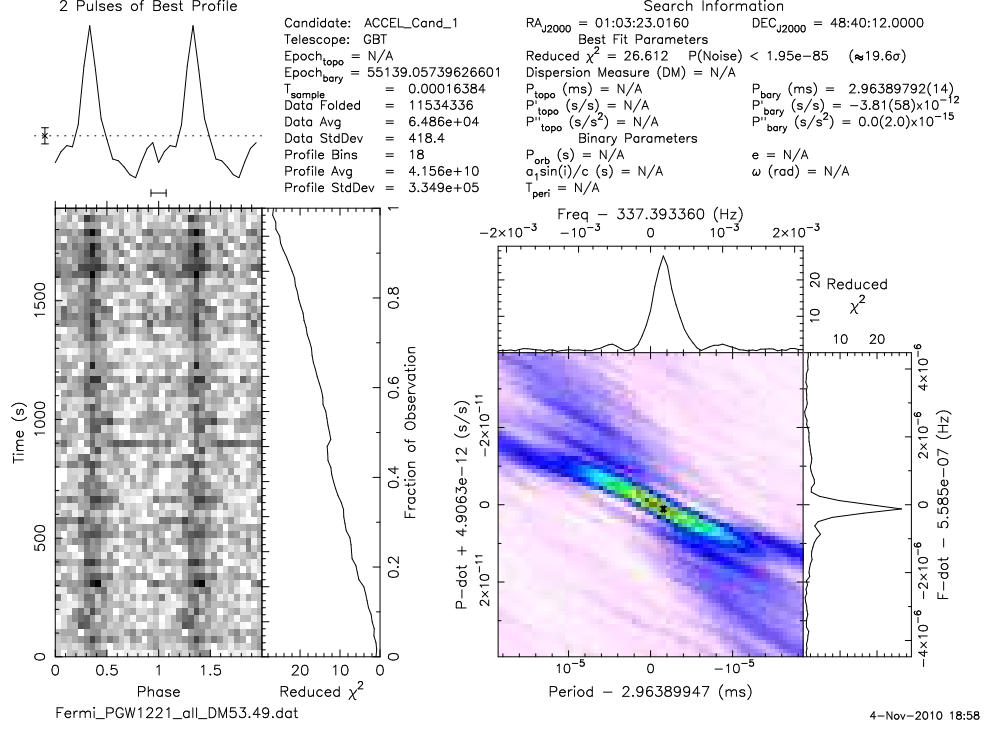 2 Pulses of Best Profile
Candidate: ACCEL_Cand_1
Telescope: GBT
Epoch_topo = N/A
Epoch_bary = 55139.05739626601
T_sample = 0.00016384
Data Folded = 11534336
Data Avg = 6.486e+04
Data StdDev = 418.4
Profile Bins = 18
Profile Avg = 4.156e+10
Profile StdDev = 3.349e+05
Search Information
RA_J2000 = 01:03:23.0160 DEC_J2000 = 48:40:12.0000
Best Fit Parameters
Reduced χ² = 26.612 P(Noise) < 1.95e-85 (≈19.6σ)
Dispersion Measure (DM) = N/A
P_topo (ms) = N/A P_bary (ms) = 2.96389792(14)
P'_topo (s/s) = N/A P'_bary (s/s) = -3.81(58)x10⁻¹²
P''_topo (s/s²) = N/A P''_bary (s/s²) = 0.0(2.0)x10⁻¹⁵
Binary Parameters
P_orb (s) = N/A e = N/A
a₁sin(i)/c (s) = N/A ω (rad) = N/A
T_peri = N/A
Time (s)
0 500 1000 1500
0 0.5 1 1.5
Phase
20 10 0
Reduced χ²
0 0.2 0.4 0.6 0.8 1
Fraction of Observation
Freq - 337.393360 (Hz)
-2×10⁻³ -10⁻³ 0 10⁻³ 2×10⁻³
10 20
Reduced
χ²
10 20
P-dot + 4.9063e-12 (s/s)
-2×10⁻¹¹ 0 2×10⁻¹¹
10⁻⁵ 0 -10⁻⁵
Period - 2.96389947 (ms)
4×10⁻⁶ 2×10⁻⁶ 0 -2×10⁻⁶ -4×10⁻⁶
F-dot - 5.585e-07 (Hz)
Fermi_PGW1221_all_DM53.49.dat
4-Nov-2010 18:58